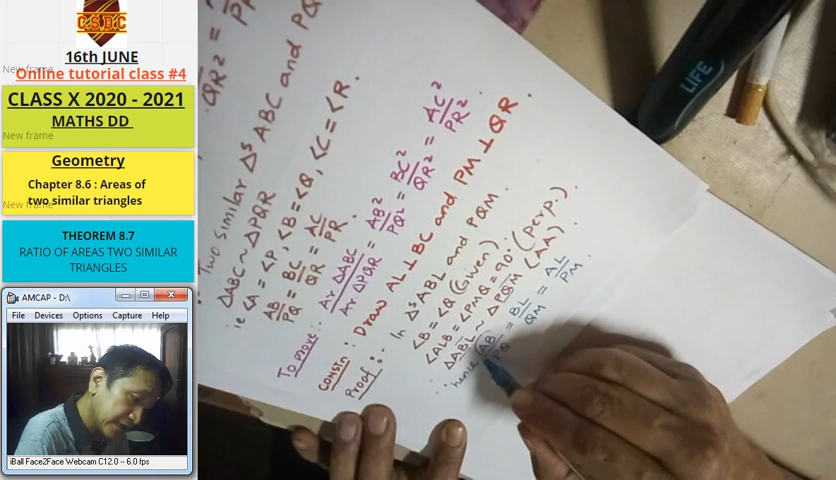 C.S.D.C
16th JUNE
New frame
Online tutorial class #4
CLASS X 2020 - 2021
MATHS DD
New frame
Geometry
Chapter 8.6 : Areas of
two similar triangles
New frame
THEOREM 8.7
RATIO OF AREAS TWO SIMILAR
TRIANGLES
AMCAP - D:\
File Devices Options Capture Help
iBall Face2Face Webcam C12.0 -- 6.0 fps
LIFE
QR² = PR
Two similar Δˢ ABC and PQ
ΔABC ~ ΔPQR
ie <A = <P, <B = <Q, <C = <R.
AB/PQ = BC/QR = AC/PR.
To prove: Ar ΔABC/Ar ΔPQR = AB²/PQ² = BC²/QR² = AC²/PR²
Constn: Draw AL ⊥ BC and PM ⊥ QR.
Proof:- In Δˢ ABL and PQM.
<B = <Q (Given)
<ALB = <PMQ = 90° (Perp.)
∴ ΔABL ~ ΔPQM (AA).
hence AB/PQ = BL/QM = AL/PM.